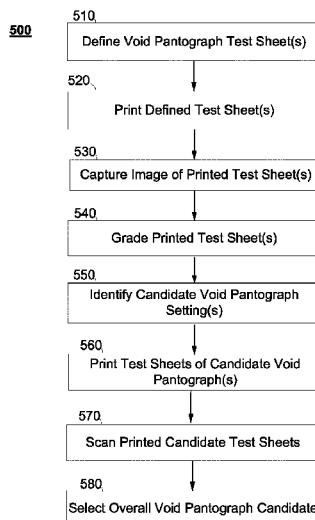 500
510
Define Void Pantograph Test Sheet(s)
520
Print Defined Test Sheet(s)
530
Capture Image of Printed Test Sheet(s)
540
Grade Printed Test Sheet(s)
550
Identify Candidate Void Pantograph
Setting(s)
560
Print Test Sheets of Candidate Void
Pantograph(s)
570
Scan Printed Candidate Test Sheets
580
Select Overall Void Pantograph Candidate